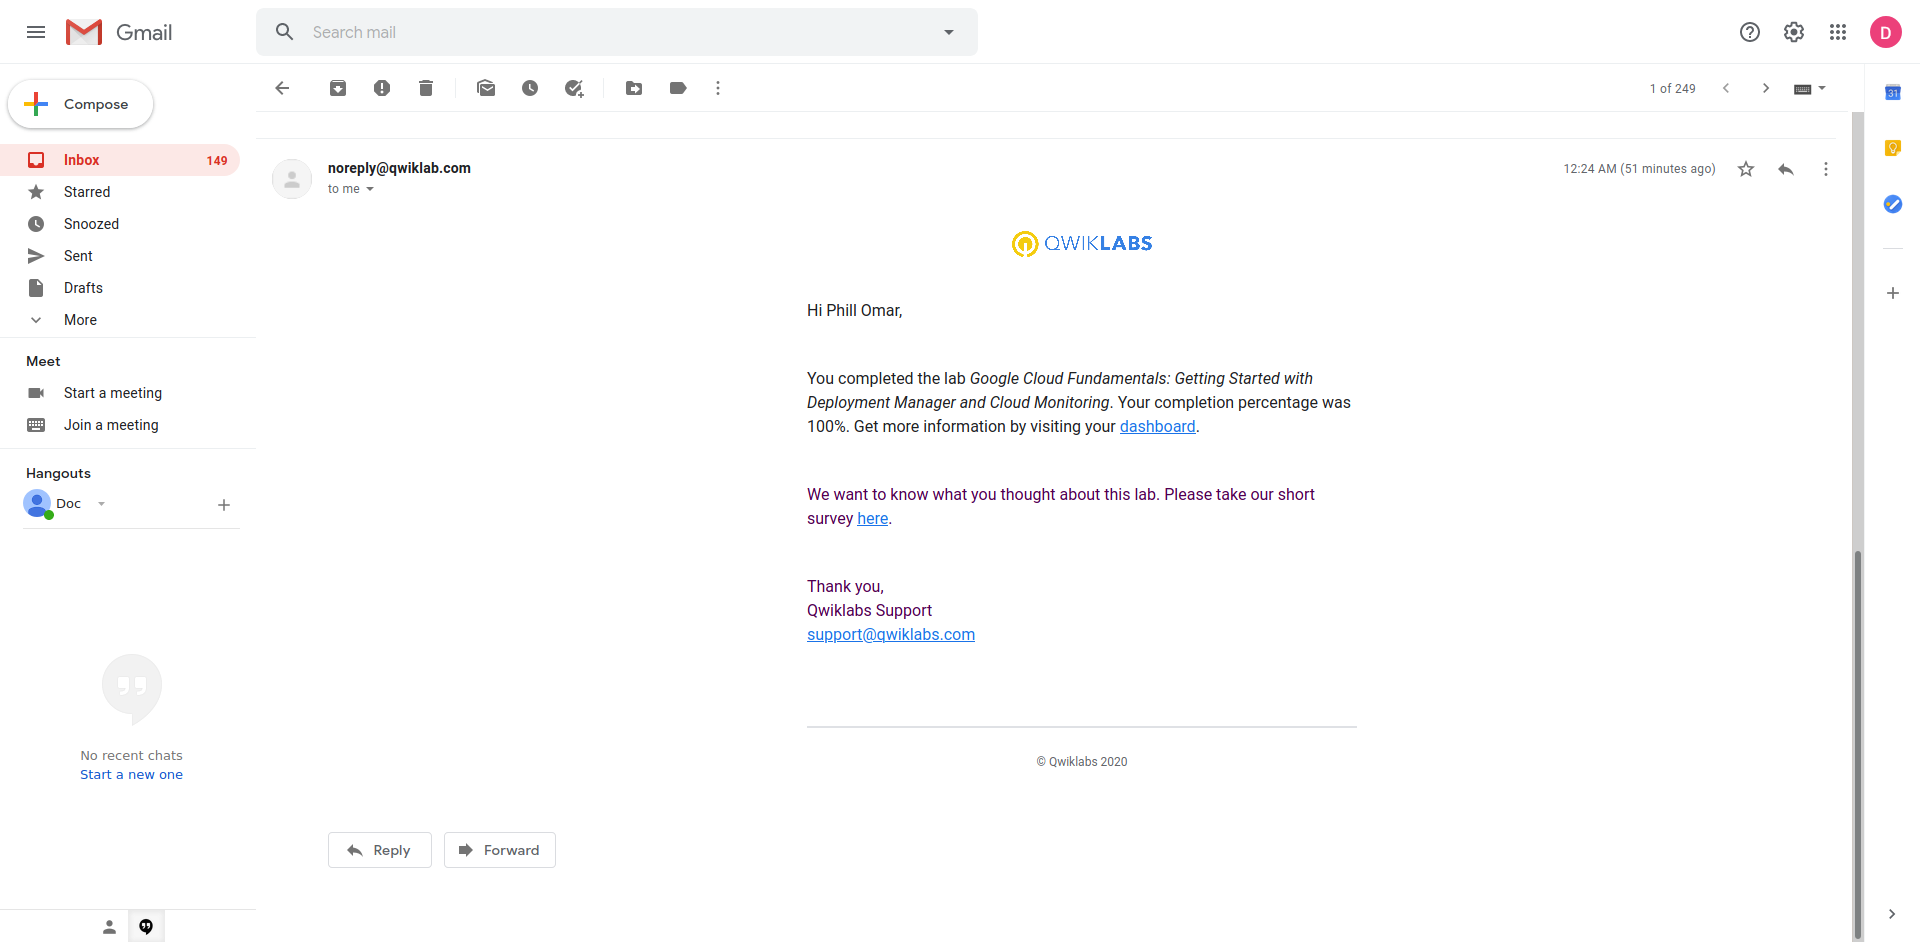 Gmail
Search mail
D
Compose
1 of 249
31
Inbox 149
Starred
Snoozed
Sent
Drafts
More
Meet
Start a meeting
Join a meeting
Hangouts
Doc
No recent chats
Start a new one
noreply@qwiklab.com
12:24 AM (51 minutes ago)
to me
QWIKLABS
Hi Phill Omar,
You completed the lab Google Cloud Fundamentals: Getting Started with
Deployment Manager and Cloud Monitoring. Your completion percentage was
100%. Get more information by visiting your dashboard.
We want to know what you thought about this lab. Please take our short
survey here.
Thank you,
Qwiklabs Support
support@qwiklabs.com
© Qwiklabs 2020
Reply
Forward